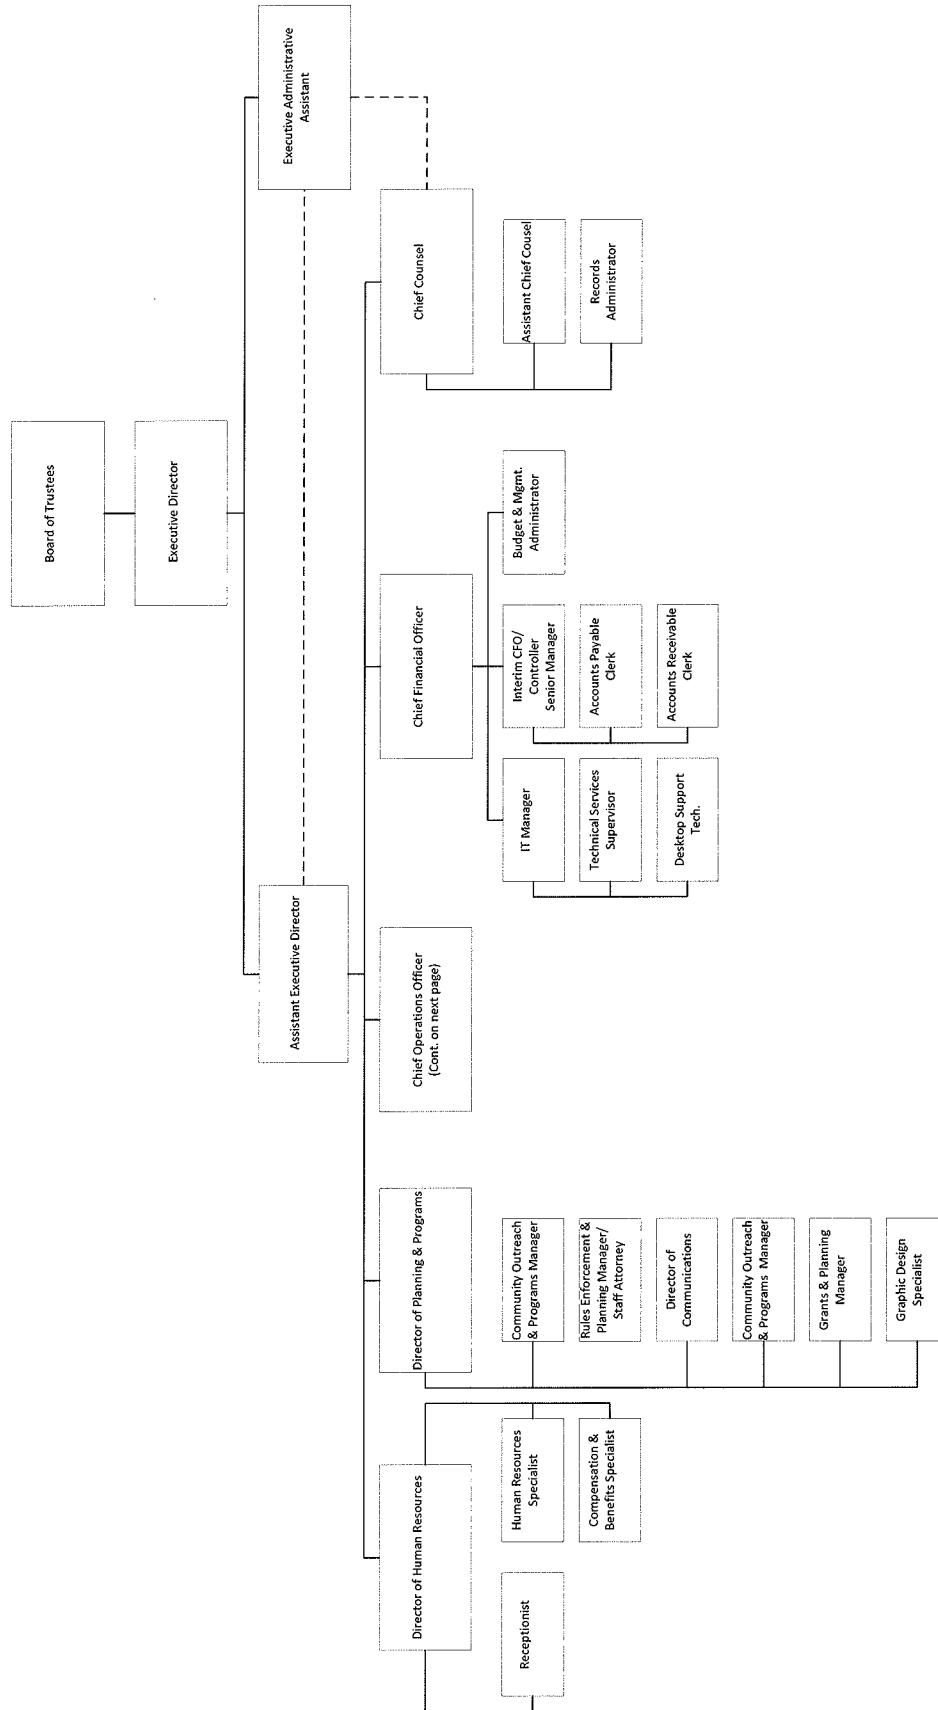 Board of Trustees
Executive Director
Assistant Executive Director
Executive Administrative
Assistant
Director of Human Resources
Director of Planning & Programs
Chief Operations Officer
(Cont. on next page)
Chief Financial Officer
Chief Counsel
Receptionist
Human Resources
Specialist
Compensation &
Benefits Specialist
Community Outreach
& Programs Manager
Rules Enforcement &
Planning Manager/
Staff Attorney
Director of
Communications
Community Outreach
& Programs Manager
Grants & Planning
Manager
Graphic Design
Specialist
IT Manager
Technical Services
Supervisor
Desktop Support
Tech.
Interim CFO/
Controller
Senior Manager
Accounts Payable
Clerk
Accounts Receivable
Clerk
Budget & Mgmt.
Administrator
Assistant Chief Cousel
Records
Administrator